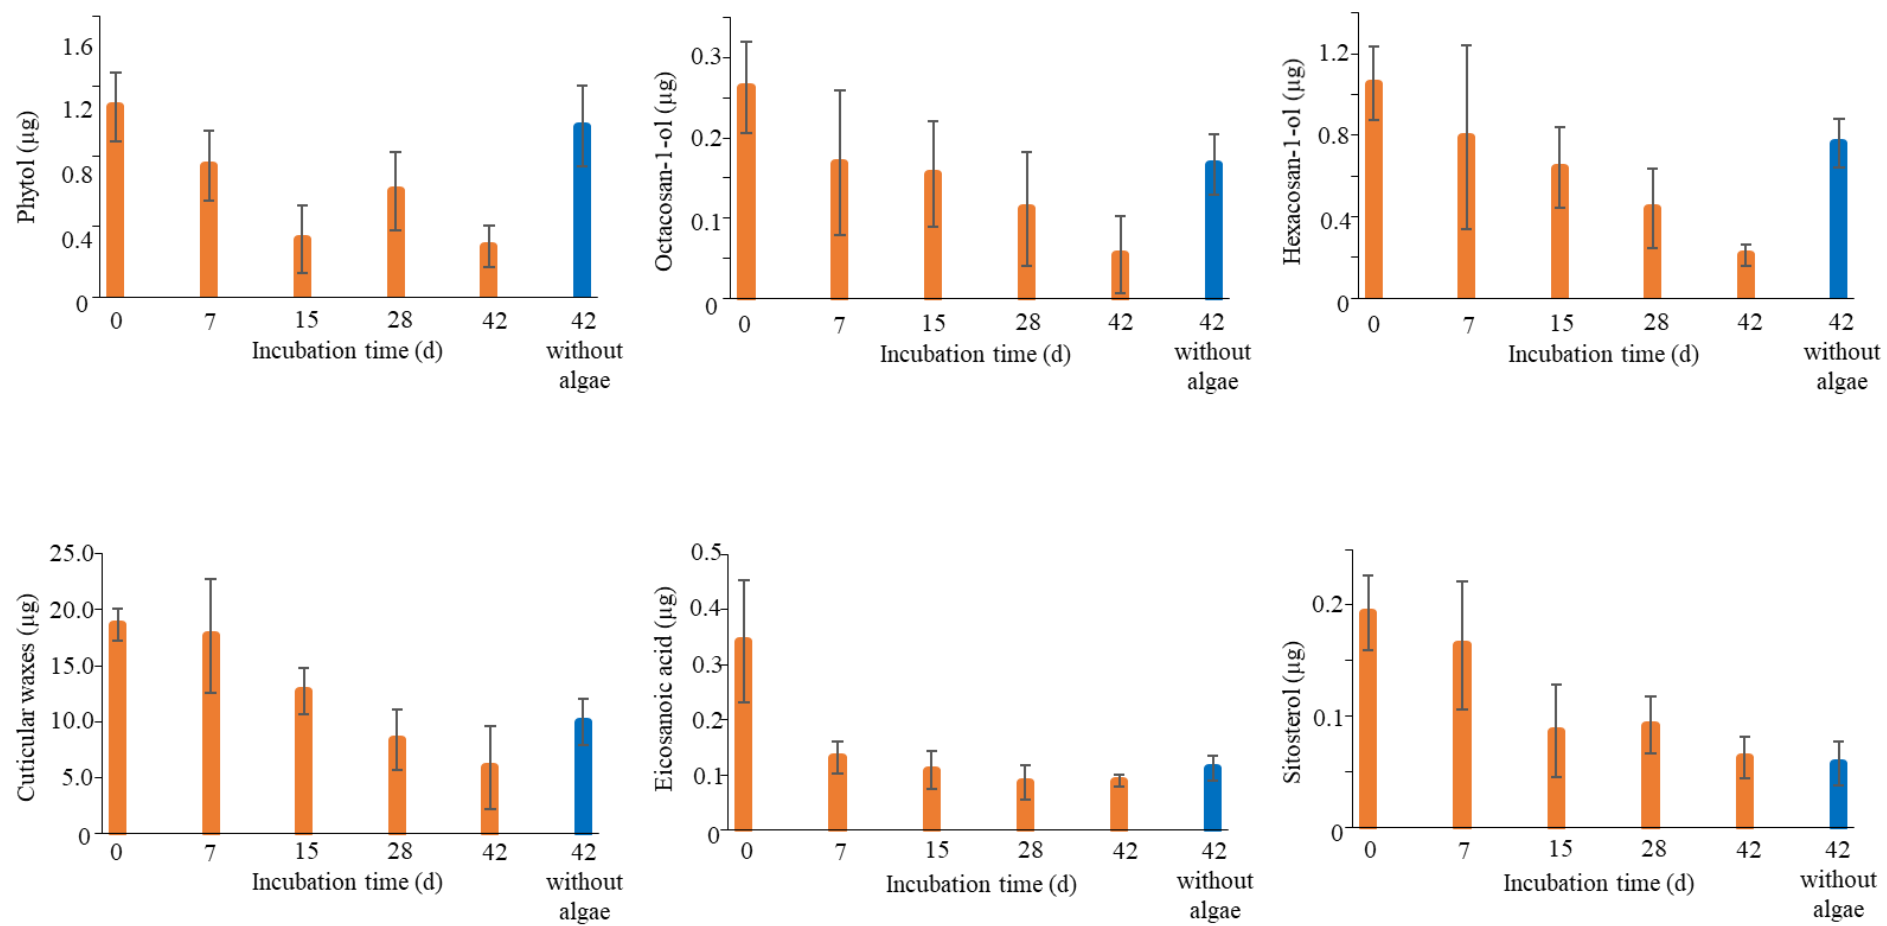 Phytol (µg)
1.6
1.2
0.8
0.4
0
0 7 15 28 42 42
Incubation time (d) without
algae
Octacosan-1-ol (µg)
0.3
0.2
0.1
0
0 7 15 28 42 42
Incubation time (d) without
algae
Hexacosan-1-ol (µg)
1.2
0.8
0.4
0
0 7 15 28 42 42
Incubation time (d) without
algae
Cuticular waxes (µg)
25.0
20.0
15.0
10.0
5.0
0
0 7 15 28 42 42
Incubation time (d) without
algae
Eicosanoic acid (µg)
0.5
0.4
0.3
0.2
0.1
0
0 7 15 28 42 42
Incubation time (d) without
algae
Sitosterol (µg)
0.2
0.1
0
0 7 15 28 42 42
Incubation time (d) without
algae